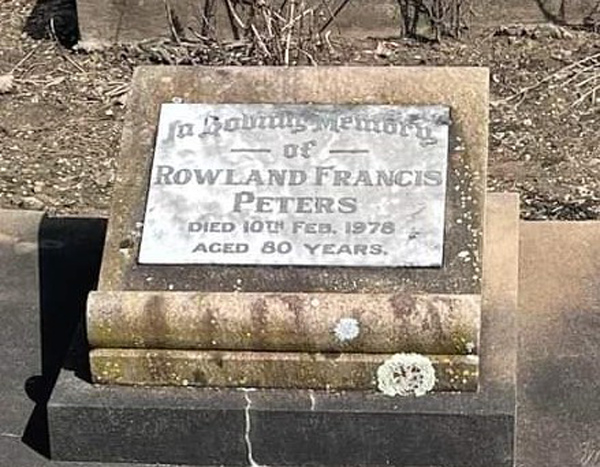 In Loving Memory
— of —
ROWLAND FRANCIS
PETERS
DIED 10TH FEB. 1978
AGED 80 YEARS.